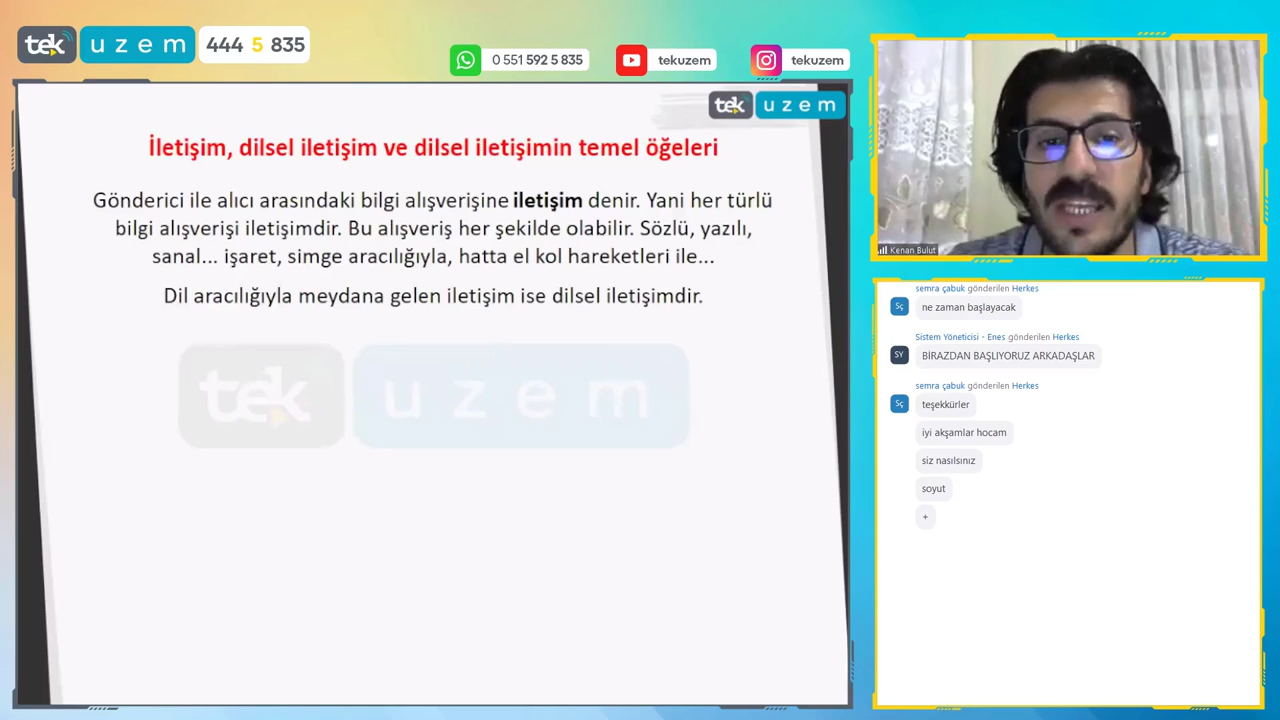 tek uzem 444 5 835
0 551 592 5 835
tekuzem
tekuzem
tek uzem
İletişim, dilsel iletişim ve dilsel iletişimin temel öğeleri
Gönderici ile alıcı arasındaki bilgi alışverişine iletişim denir. Yani her türlü
bilgi alışverişi iletişimdir. Bu alışveriş her şekilde olabilir. Sözlü, yazılı,
sanal... işaret, simge aracılığıyla, hatta el kol hareketleri ile...
Dil aracılığıyla meydana gelen iletişim ise dilsel iletişimdir.
tek uzem
Kenan Bulut
semra çabuk gönderilen Herkes
SÇ ne zaman başlayacak
Sistem Yöneticisi - Enes gönderilen Herkes
SY BİRAZDAN BAŞLIYORUZ ARKADAŞLAR
semra çabuk gönderilen Herkes
SÇ teşekkürler
iyi akşamlar hocam
siz nasılsınız
soyut
+